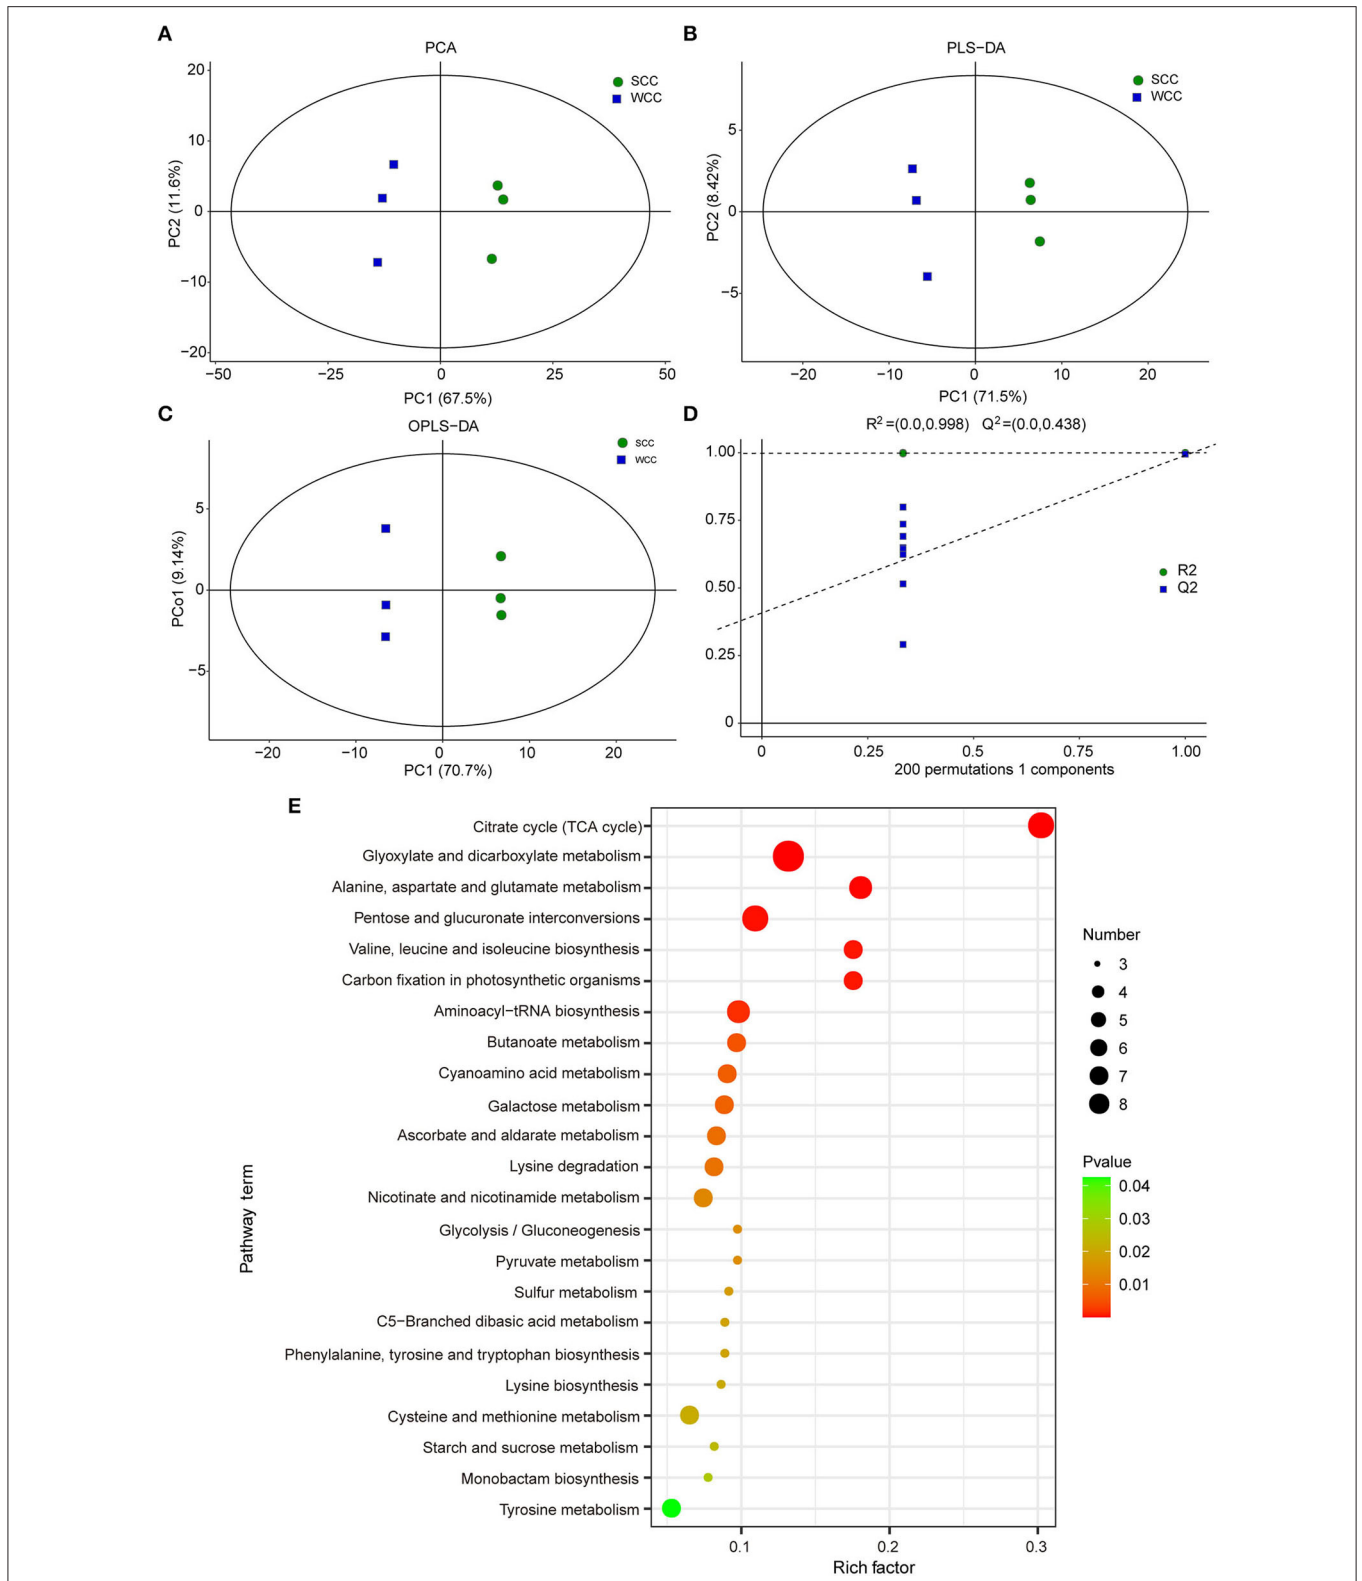 A
PCA
SCC
WCC
20
10
0
−10
−20
PC2 (11.6%)
−50
−25
0
25
50
PC1 (67.5%)
B
PLS−DA
SCC
WCC
5
0
−5
PC2 (8.42%)
−20
−10
0
10
20
PC1 (71.5%)
C
OPLS−DA
SCC
WCC
5
0
−5
PCo1 (9.14%)
−20
−10
0
10
20
PC1 (70.7%)
D
R²=(0.0,0.998) Q²=(0.0,0.438)
1.00
0.75
0.50
0.25
0
R2
Q2
0
0.25
0.5
0.75
1.00
200 permutations 1 components
E
Pathway term
Citrate cycle (TCA cycle)
Glyoxylate and dicarboxylate metabolism
Alanine, aspartate and glutamate metabolism
Pentose and glucuronate interconversions
Valine, leucine and isoleucine biosynthesis
Carbon fixation in photosynthetic organisms
Aminoacyl−tRNA biosynthesis
Butanoate metabolism
Cyanoamino acid metabolism
Galactose metabolism
Ascorbate and aldarate metabolism
Lysine degradation
Nicotinate and nicotinamide metabolism
Glycolysis / Gluconeogenesis
Pyruvate metabolism
Sulfur metabolism
C5−Branched dibasic acid metabolism
Phenylalanine, tyrosine and tryptophan biosynthesis
Lysine biosynthesis
Cysteine and methionine metabolism
Starch and sucrose metabolism
Monobactam biosynthesis
Tyrosine metabolism
0.1
0.2
0.3
Rich factor
Number
3
4
5
6
7
8
Pvalue
0.04
0.03
0.02
0.01